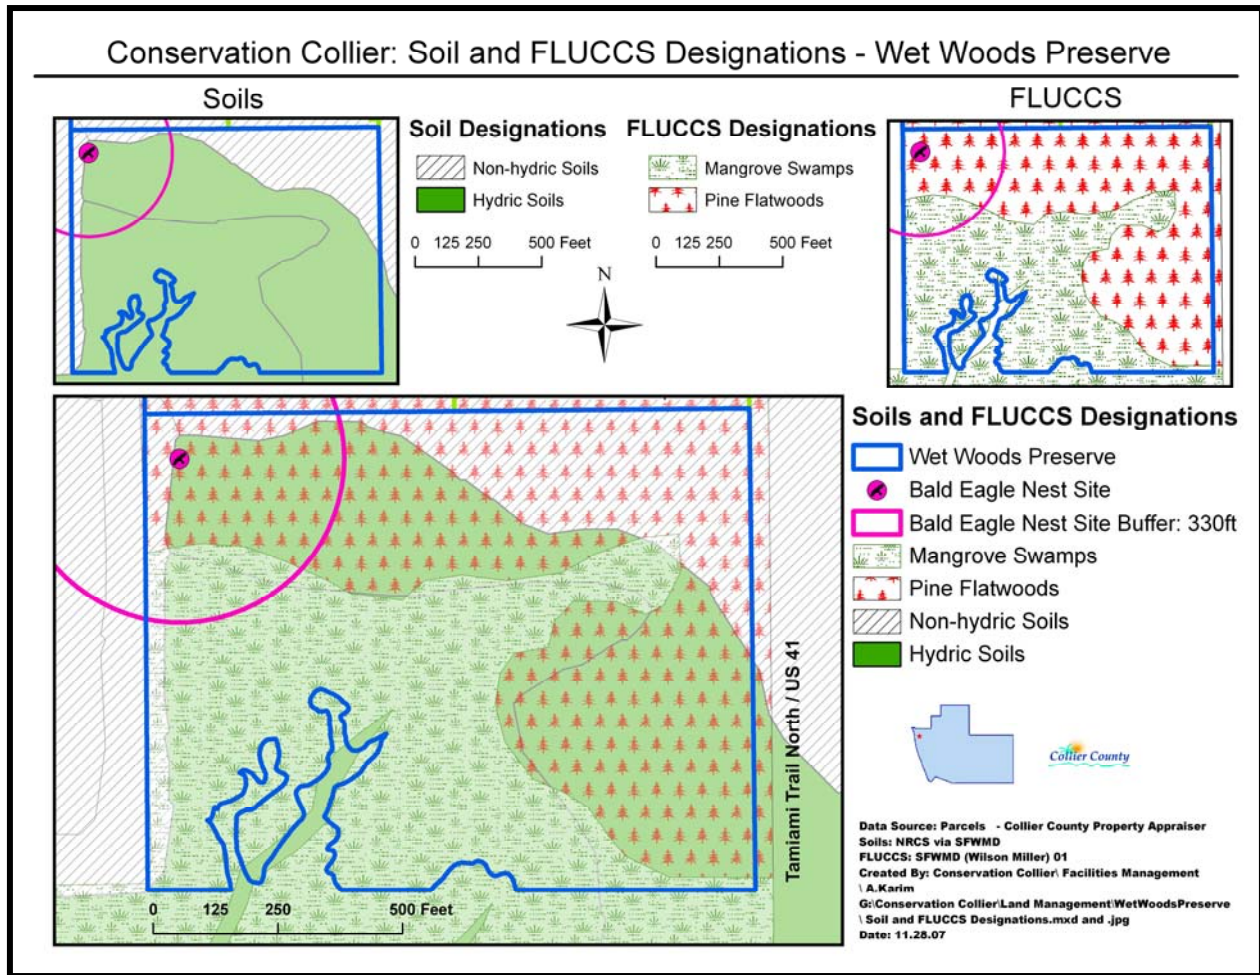 Conservation Collier: Soil and FLUCCS Designations - Wet Woods Preserve
Soils
FLUCCS
Soil Designations
Non-hydric Soils
Hydric Soils
0 125 250 500 Feet
FLUCCS Designations
Mangrove Swamps
Pine Flatwoods
0 125 250 500 Feet
N
Tamiami Trail North / US 41
0 125 250 500 Feet
Soils and FLUCCS Designations
Wet Woods Preserve
Bald Eagle Nest Site
Bald Eagle Nest Site Buffer: 330ft
Mangrove Swamps
Pine Flatwoods
Non-hydric Soils
Hydric Soils
Collier County
Data Source: Parcels - Collier County Property Appraiser
Soils: NRCS via SFWMD
FLUCCS: SFWMD (Wilson Miller) 01
Created By: Conservation Collier\ Facilities Management
\ A.Karim
G:\Conservation Collier\Land Management\WetWoodsPreserve
\ Soil and FLUCCS Designations.mxd and .jpg
Date: 11.28.07